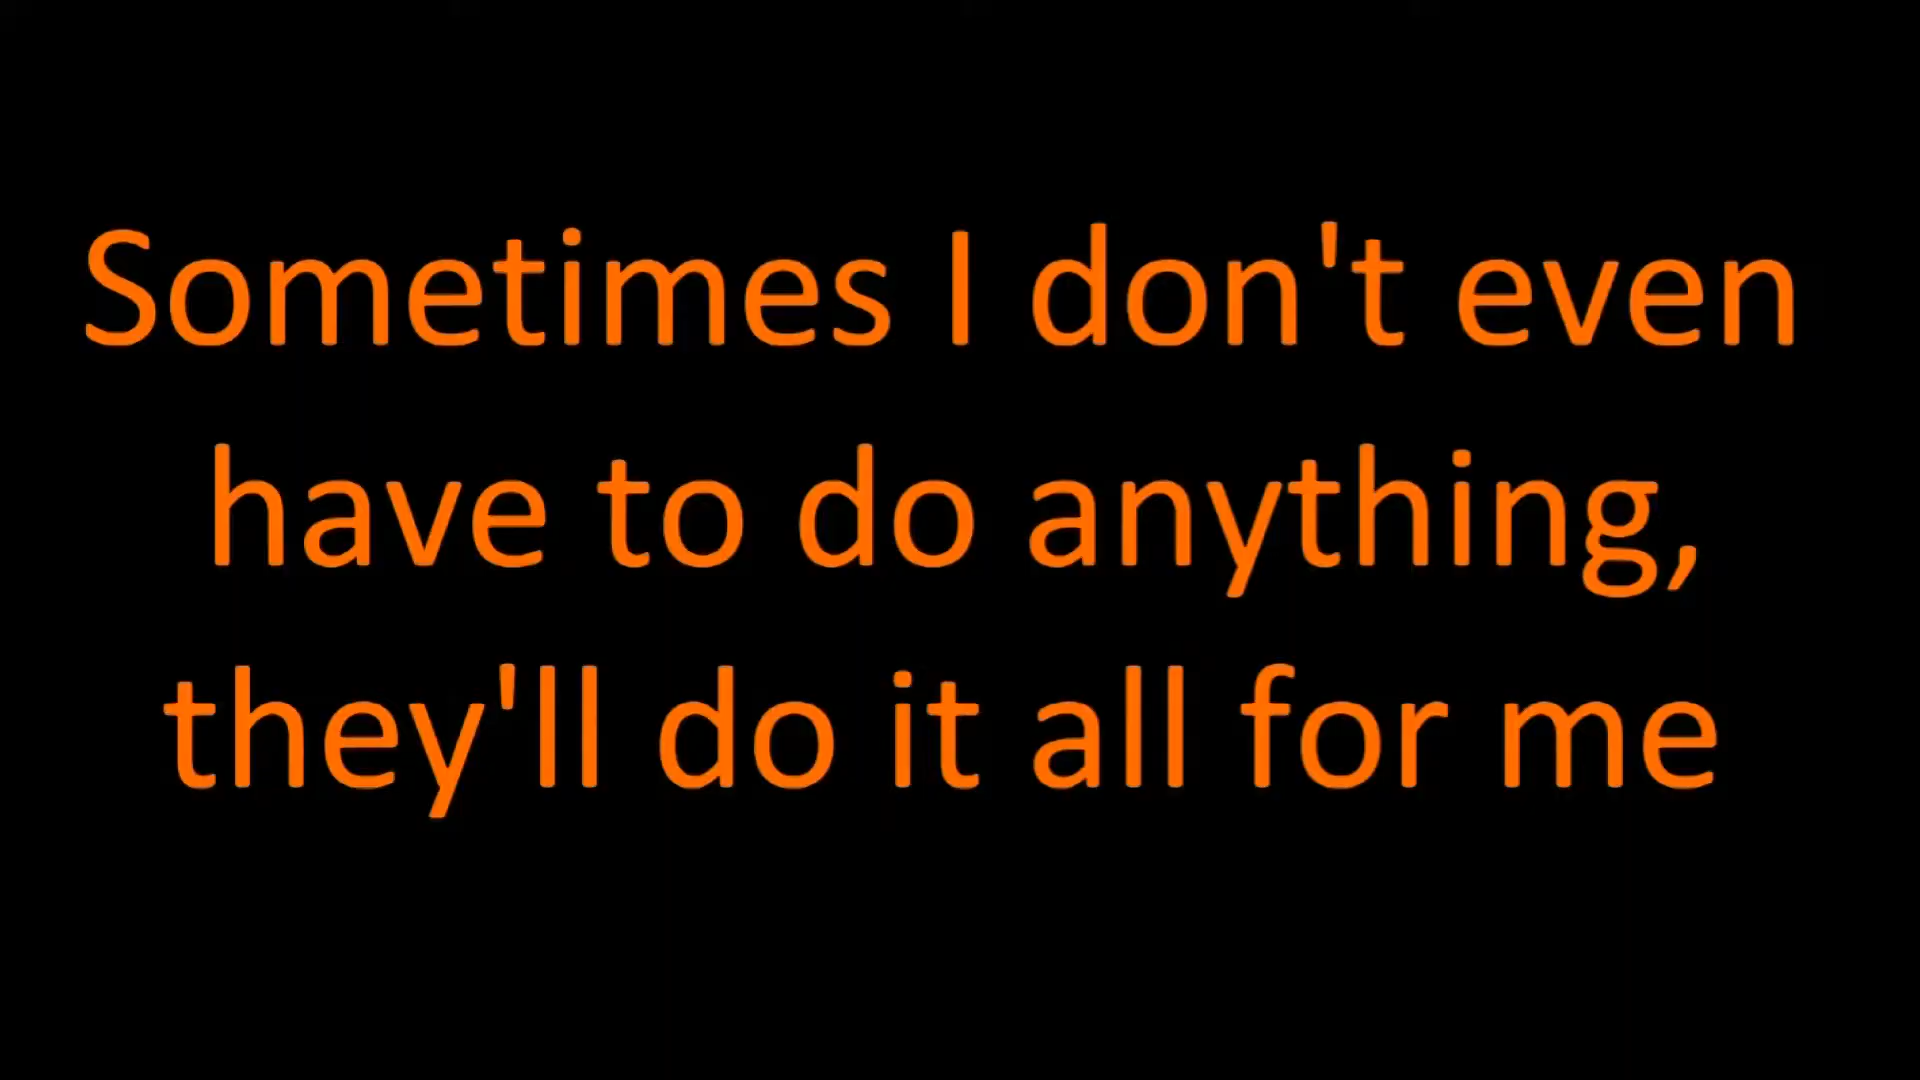 Sometimes I don't even
have to do anything,
they'll do it all for me